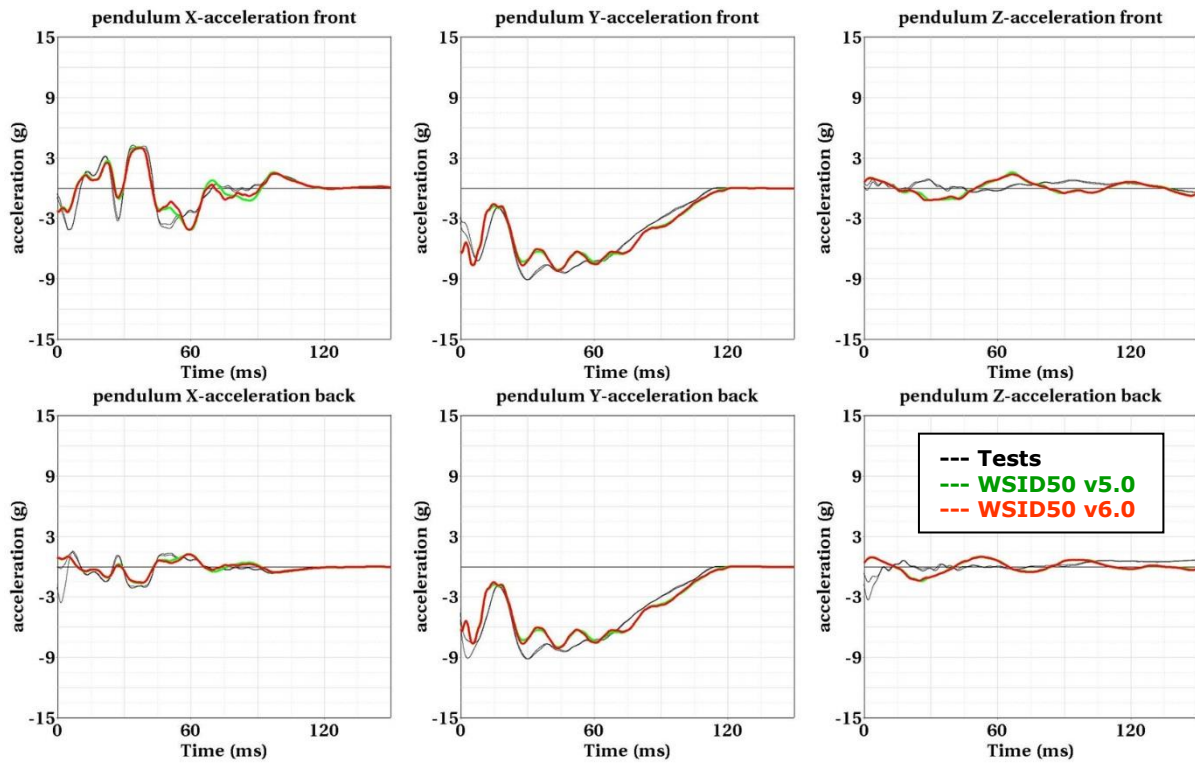 pendulum X-acceleration front
pendulum Y-acceleration front
pendulum Z-acceleration front
acceleration (g)
15
9
3
-3
-9
-15
0
60
120
Time (ms)
acceleration (g)
15
9
3
-3
-9
-15
0
60
120
Time (ms)
acceleration (g)
15
9
3
-3
-9
-15
0
60
120
Time (ms)
pendulum X-acceleration back
pendulum Y-acceleration back
pendulum Z-acceleration back
acceleration (g)
15
9
3
-3
-9
-15
0
60
120
Time (ms)
acceleration (g)
15
9
3
-3
-9
-15
0
60
120
Time (ms)
acceleration (g)
15
9
3
-3
-9
-15
0
60
120
Time (ms)
--- Tests
--- WSID50 v5.0
--- WSID50 v6.0